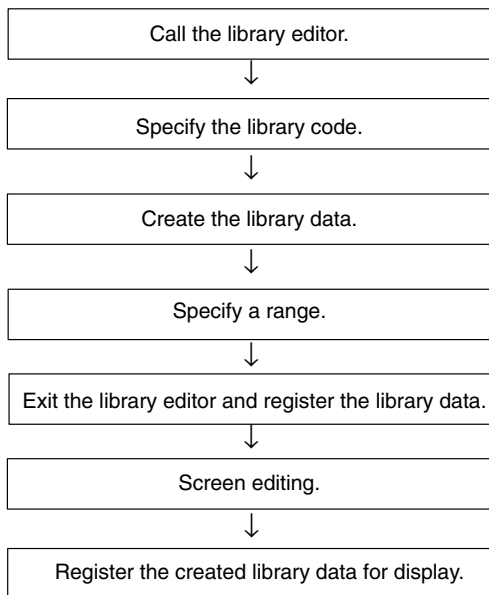 Call the library editor.
Specify the library code.
Create the library data.
Specify a range.
Exit the library editor and register the library data.
Screen editing.
Register the created library data for display.